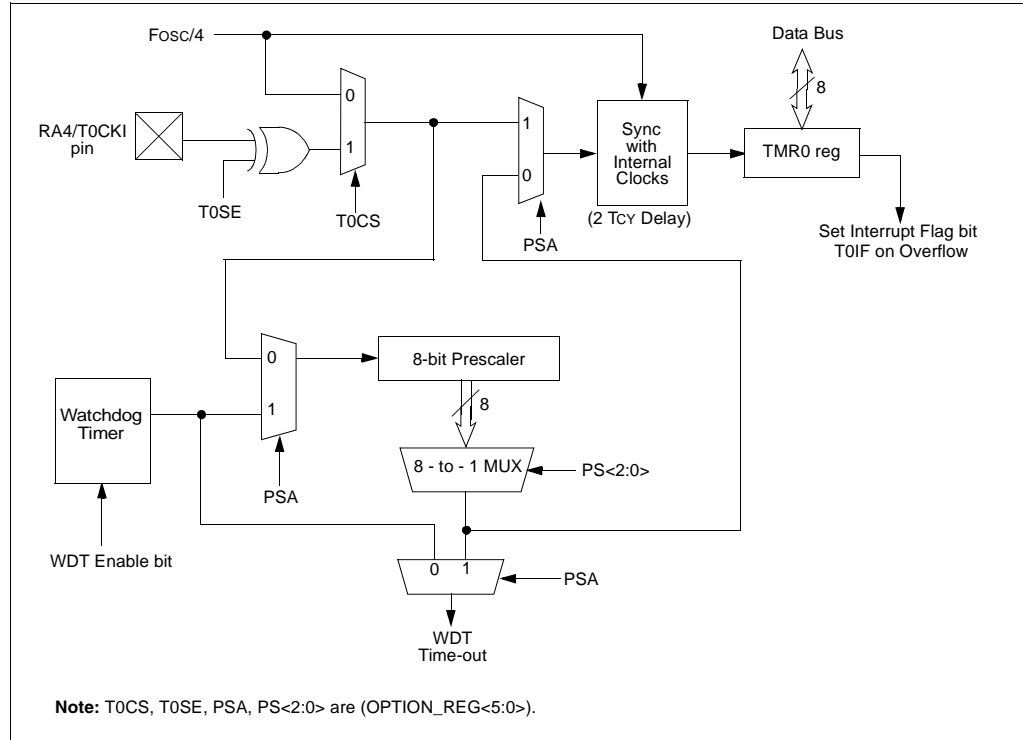 FOSC/4
Data Bus
8
0
1
RA4/T0CKI
pin
T0SE
T0CS
1
0
PSA
Sync
with
Internal
Clocks
(2 TCY Delay)
TMR0 reg
Set Interrupt Flag bit
T0IF on Overflow
0
1
PSA
8-bit Prescaler
8
Watchdog
Timer
8 - to - 1 MUX
PS<2:0>
WDT Enable bit
0 1
PSA
WDT
Time-out
Note: T0CS, T0SE, PSA, PS<2:0> are (OPTION_REG<5:0>).